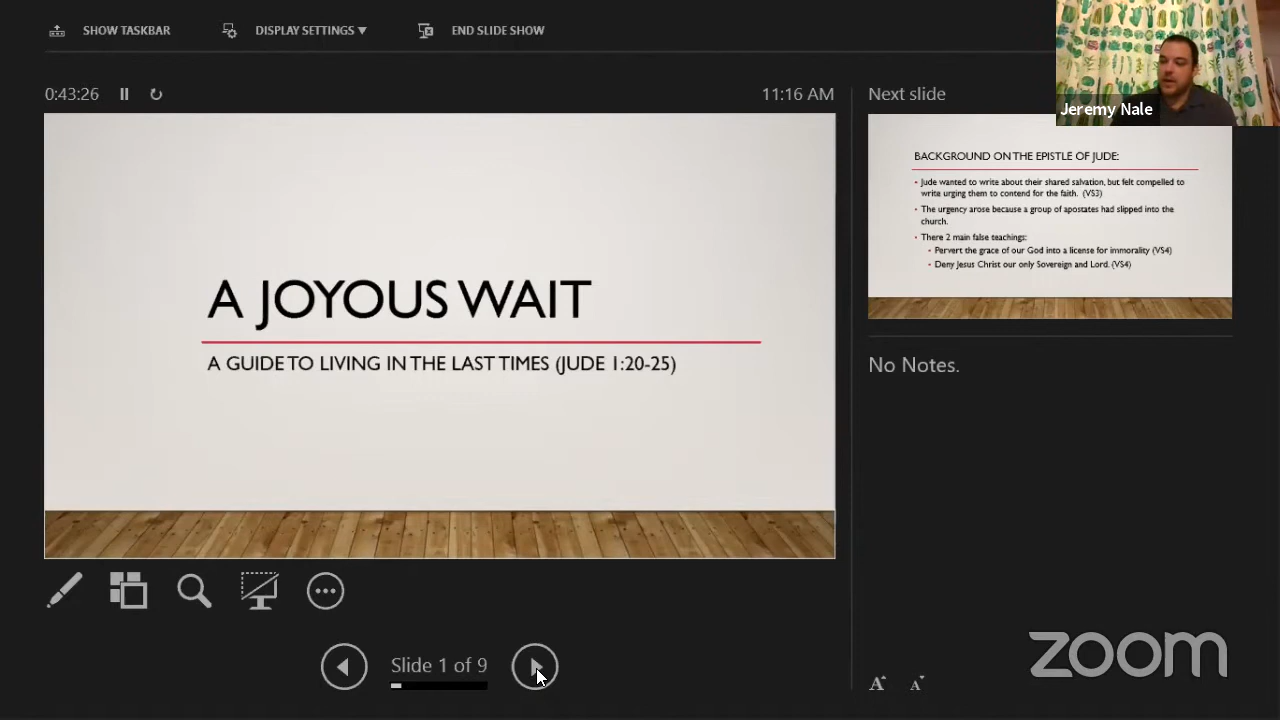 SHOW TASKBAR
DISPLAY SETTINGS ▼
END SLIDE SHOW
0:43:26
11:16 AM
Next slide
Jeremy Nale
A JOYOUS WAIT
A GUIDE TO LIVING IN THE LAST TIMES (JUDE 1:20-25)
BACKGROUND ON THE EPISTLE OF JUDE:
• Jude wanted to write about their shared salvation, but felt compelled to
write urging them to contend for the faith. (VS3)
• The urgency arose because a group of apostates had slipped into the
church.
• There 2 main false teachings:
• Pervert the grace of our God into a license for immorality (VS4)
• Deny Jesus Christ our only Sovereign and Lord. (VS4)
No Notes.
Slide 1 of 9
A A
zoom